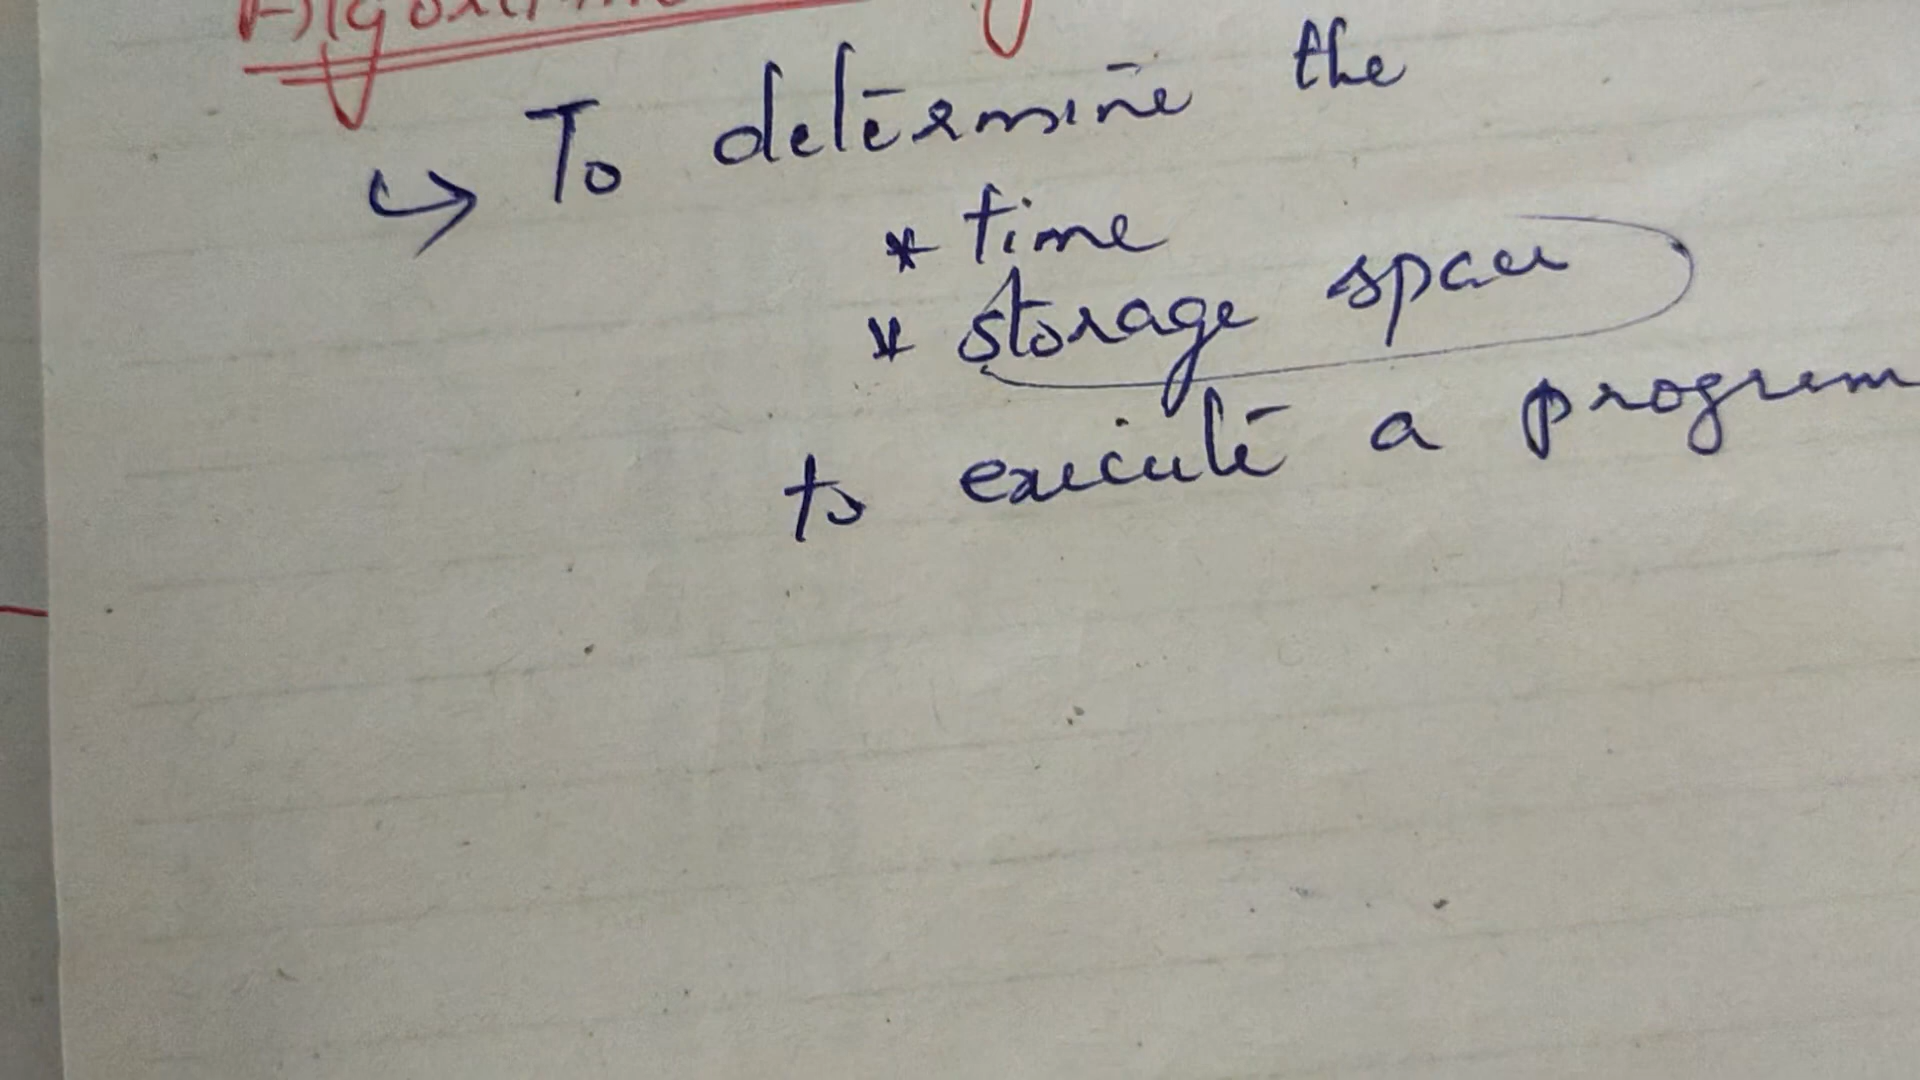 ↪ To determine the
* time
* storage space
to execute a program